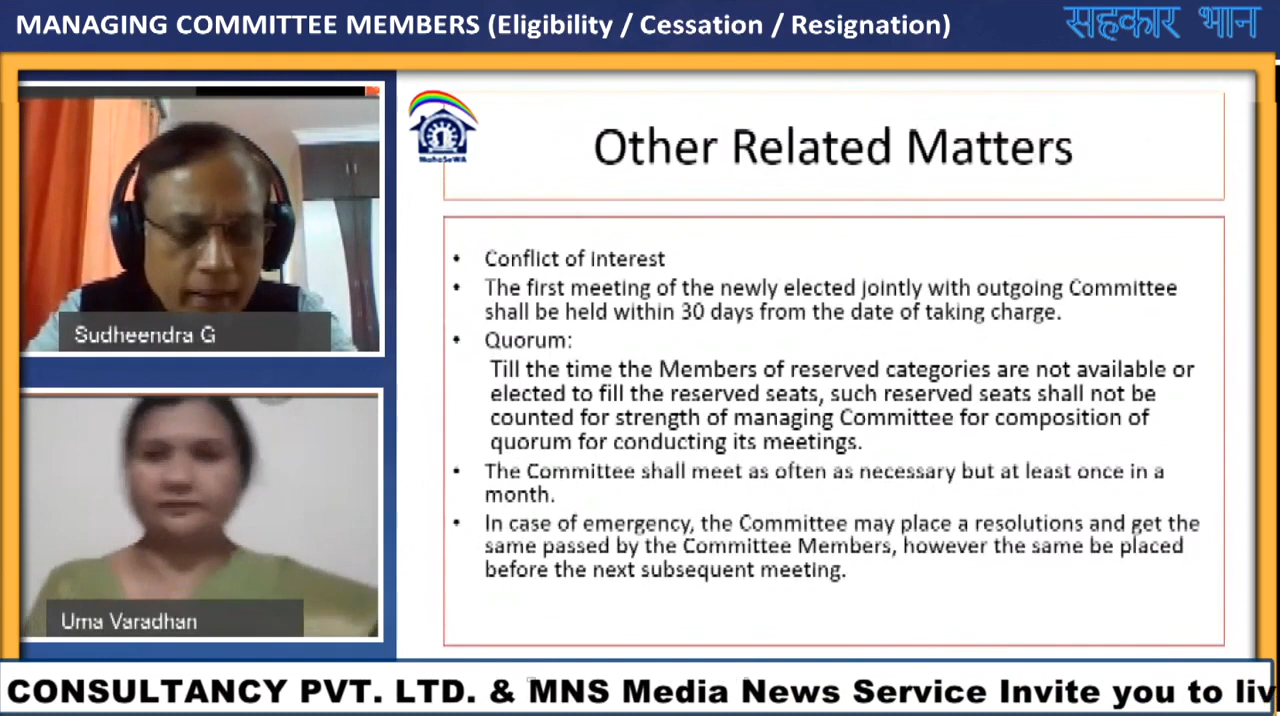 MANAGING COMMITTEE MEMBERS (Eligibility / Cessation / Resignation)
सहकार भान
1
MahaSeWA
Other Related Matters
Sudheendra G
Uma Varadhan
• Conflict of interest
• The first meeting of the newly elected jointly with outgoing Committee
shall be held within 30 days from the date of taking charge.
• Quorum:
Till the time the Members of reserved categories are not available or
elected to fill the reserved seats, such reserved seats shall not be
counted for strength of managing Committee for composition of
quorum for conducting its meetings.
• The Committee shall meet as often as necessary but at least once in a
month.
• In case of emergency, the Committee may place a resolutions and get the
same passed by the Committee Members, however the same be placed
before the next subsequent meeting.
CONSULTANCY PVT. LTD. & MNS Media News Service Invite you to liv